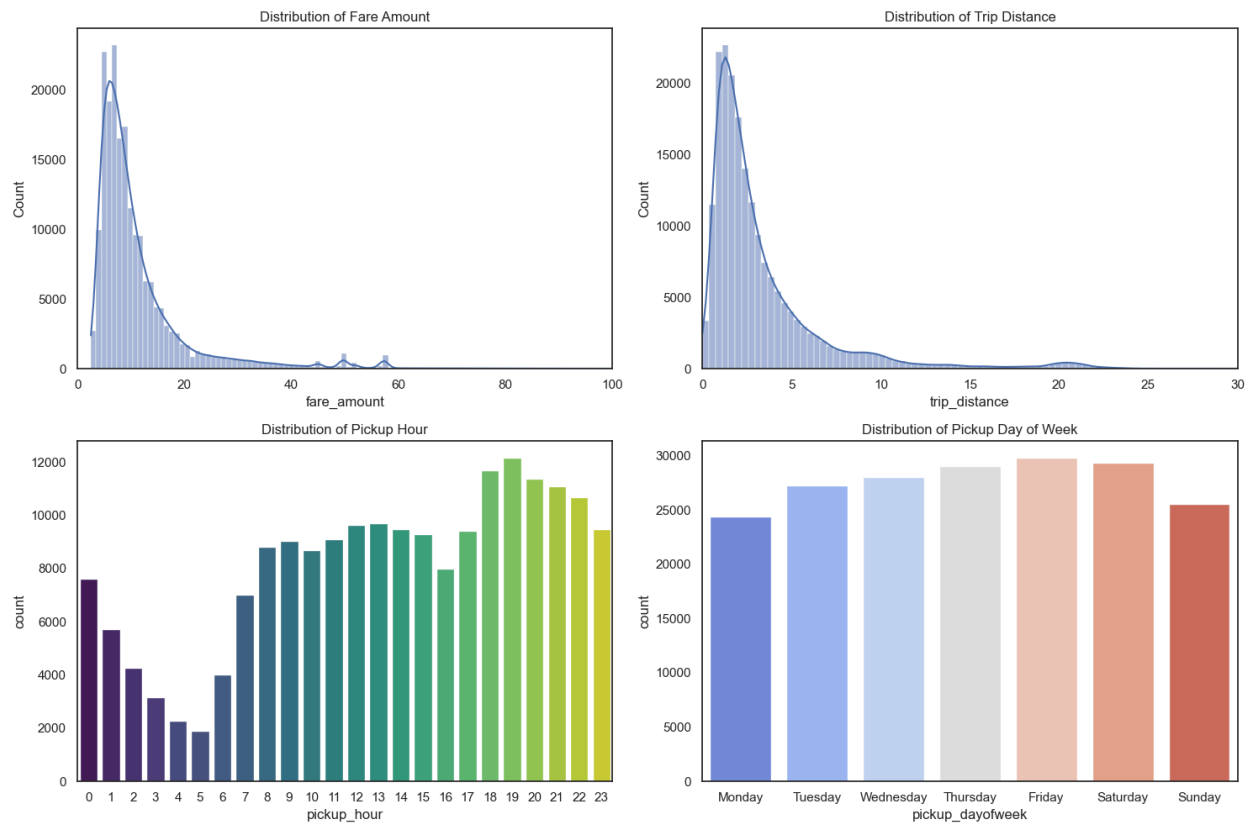 Distribution of Fare Amount
Count
20000
15000
10000
5000
0
0 20 40 60 80 100
fare_amount
Distribution of Trip Distance
Count
20000
15000
10000
5000
0
0 5 10 15 20 25 30
trip_distance
Distribution of Pickup Hour
count
12000
10000
8000
6000
4000
2000
0
0 1 2 3 4 5 6 7 8 9 10 11 12 13 14 15 16 17 18 19 20 21 22 23
pickup_hour
Distribution of Pickup Day of Week
count
30000
25000
20000
15000
10000
5000
0
Monday Tuesday Wednesday Thursday Friday Saturday Sunday
pickup_dayofweek